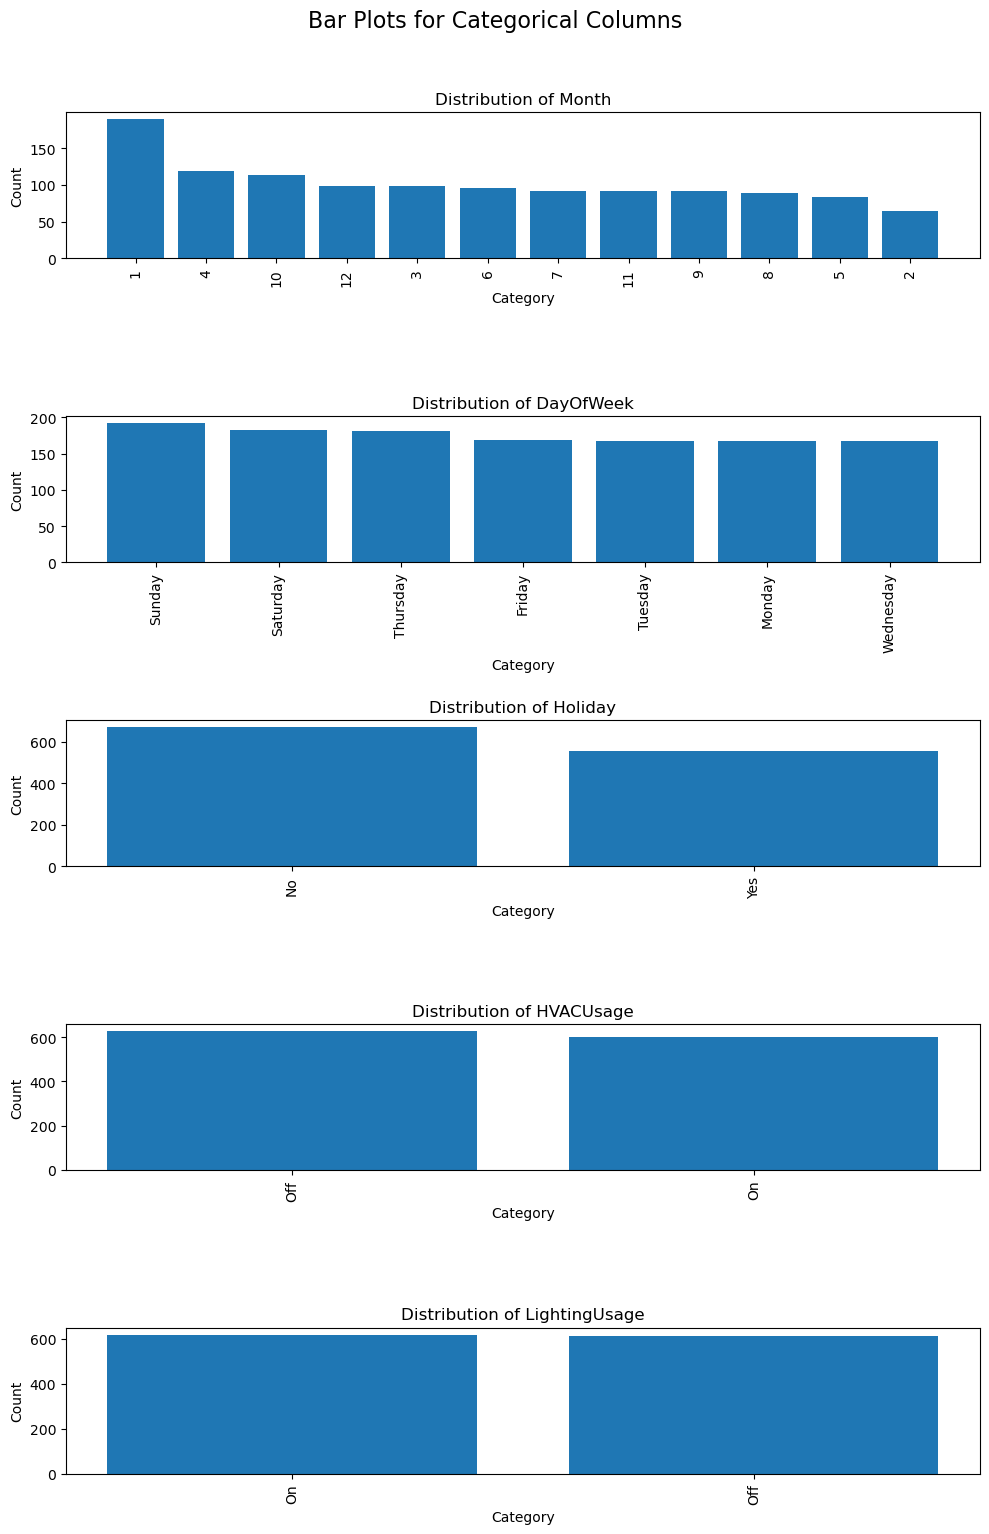 Bar Plots for Categorical Columns
Distribution of Month
150
100
50
0
Count
1 4 10 12 3 6 7 11 9 8 5 2
Category
Distribution of DayOfWeek
200
150
100
50
0
Count
Sunday Saturday Thursday Friday Tuesday Monday Wednesday
Category
Distribution of Holiday
600
400
200
0
Count
No Yes
Category
Distribution of HVACUsage
600
400
200
0
Count
Off On
Category
Distribution of LightingUsage
600
400
200
0
Count
On Off
Category